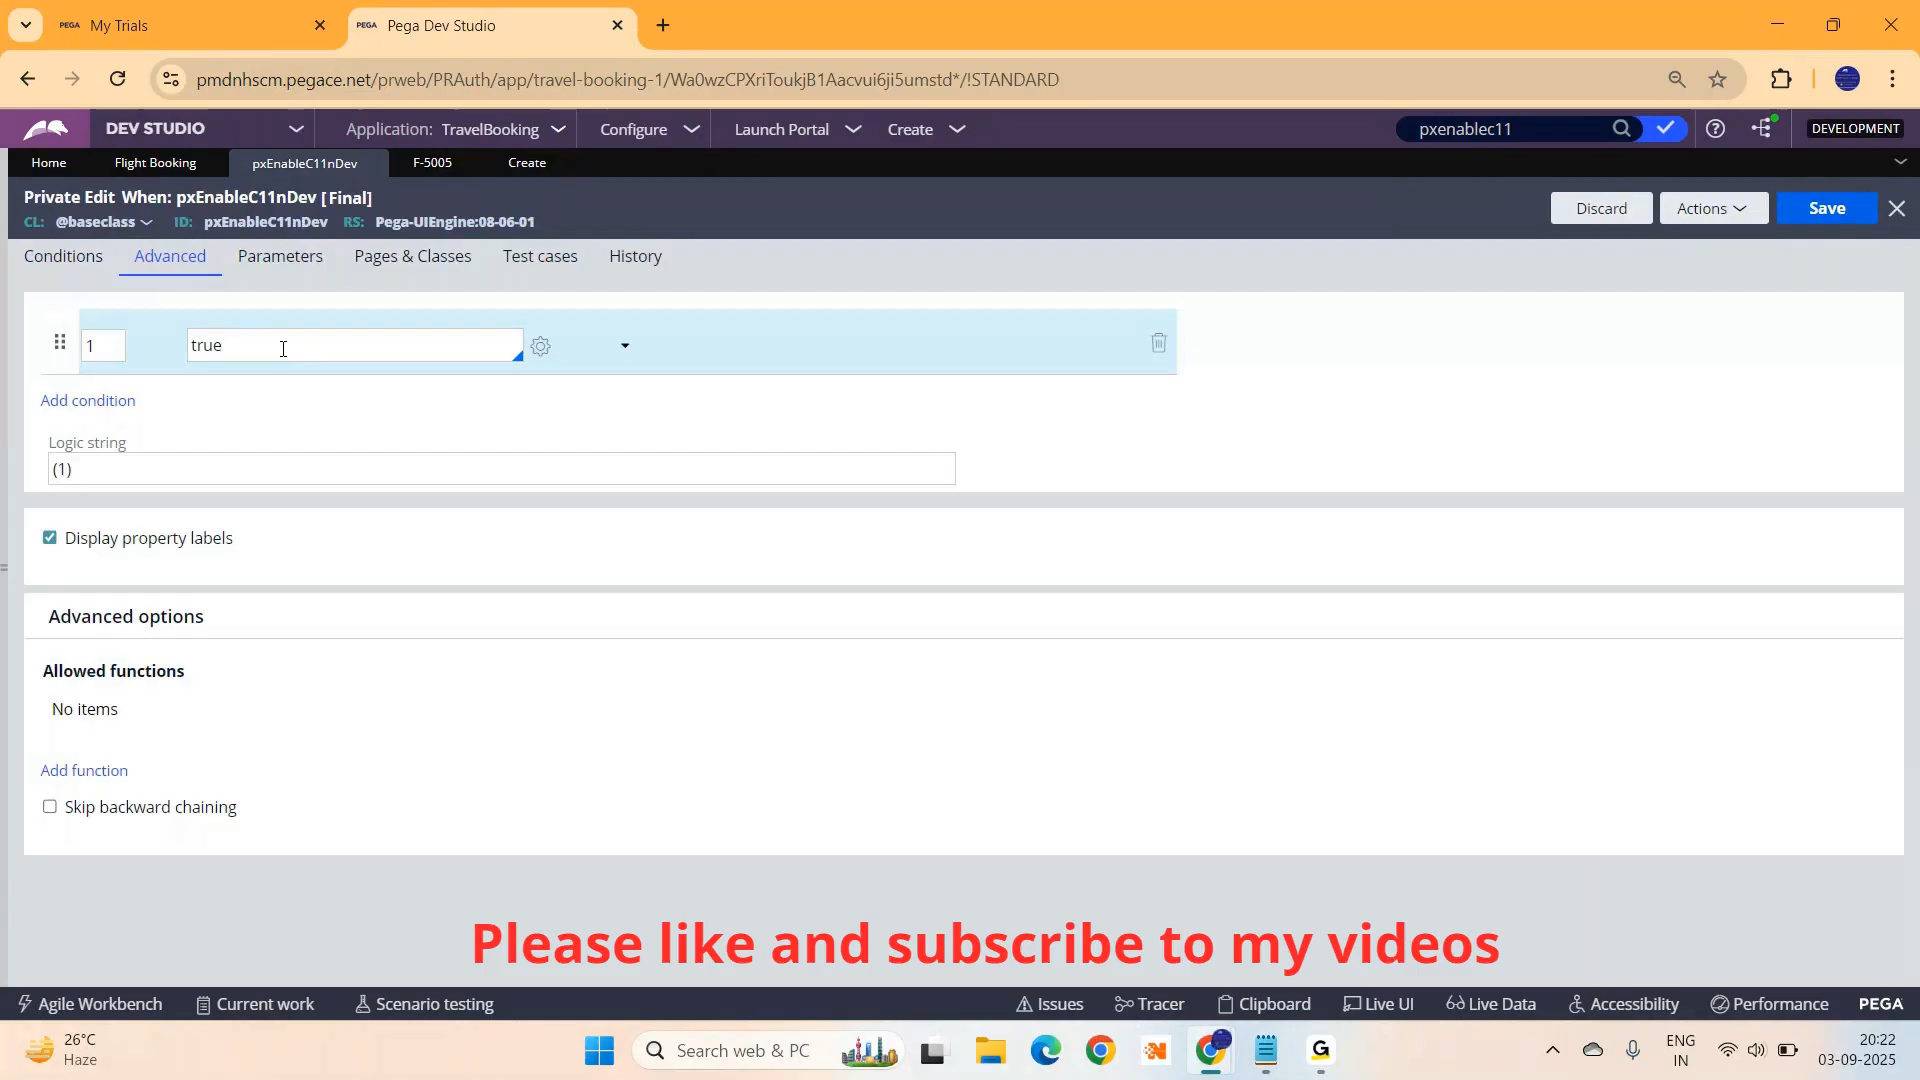 My Trials
Pega Dev Studio
pmdnhscm.pegace.net/prweb/PRAuth/app/travel-booking-1/Wa0wzCPXriToukjB1Aacvui6ji5umstd*/!STANDARD
DEV STUDIO
Application: TravelBooking
Configure
Launch Portal
Create
pxenablec11
DEVELOPMENT
Home
Flight Booking
pxEnableC11nDev
F-5005
Create
Private Edit When: pxEnableC11nDev [Final]
CL: @baseclass ID: pxEnableC11nDev RS: Pega-UIEngine:08-06-01
Discard
Actions
Save
Conditions
Advanced
Parameters
Pages & Classes
Test cases
History
1
true
Add condition
Logic string
(1)
Display property labels
Advanced options
Allowed functions
No items
Add function
Skip backward chaining
Please like and subscribe to my videos
Agile Workbench
Current work
Scenario testing
Issues
Tracer
Clipboard
Live UI
Live Data
Accessibility
Performance
PEGA
26°C
Haze
Search web & PC
ENG
IN
20:22
03-09-2025